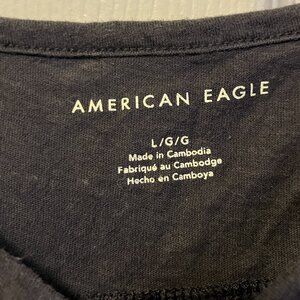 AMERICAN EAGLE
L/G/G
Made in Cambodia
Fabriqué au Cambodge
Hecho en Camboya